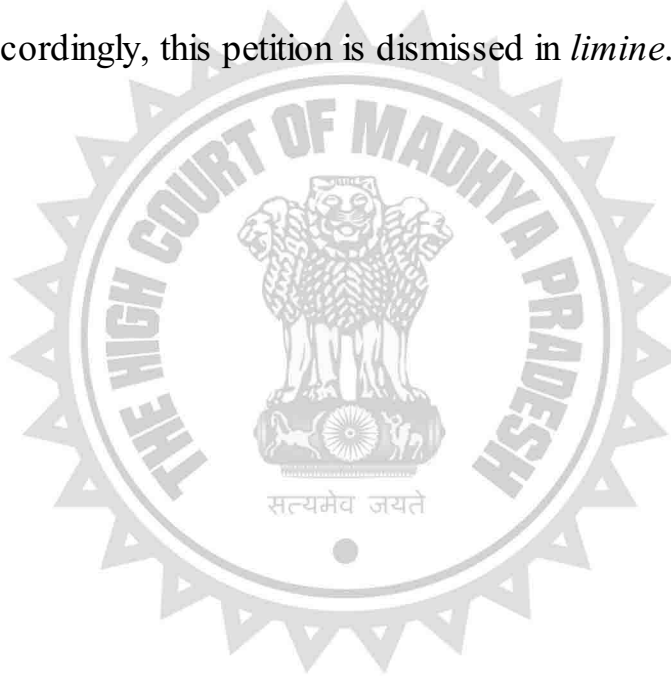 cordingly, this petition is dismissed in limine.
THE HIGH COURT OF MADHYA PRADESH
सत्यमेव जयते